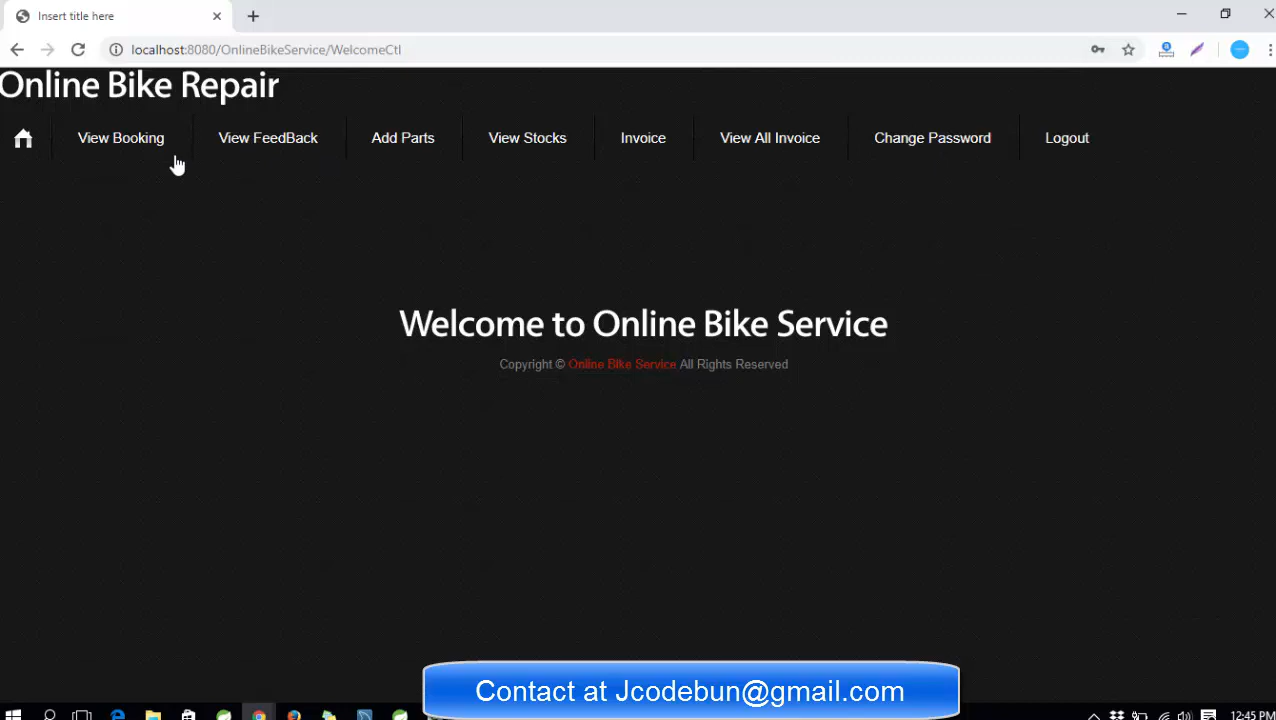 Insert title here
localhost:8080/OnlineBikeService/WelcomeCtl
Online Bike Repair
View Booking View FeedBack Add Parts View Stocks Invoice View All Invoice Change Password Logout
Welcome to Online Bike Service
Copyright © Online Bike Service All Rights Reserved
Contact at Jcodebun@gmail.com
12:45 PM